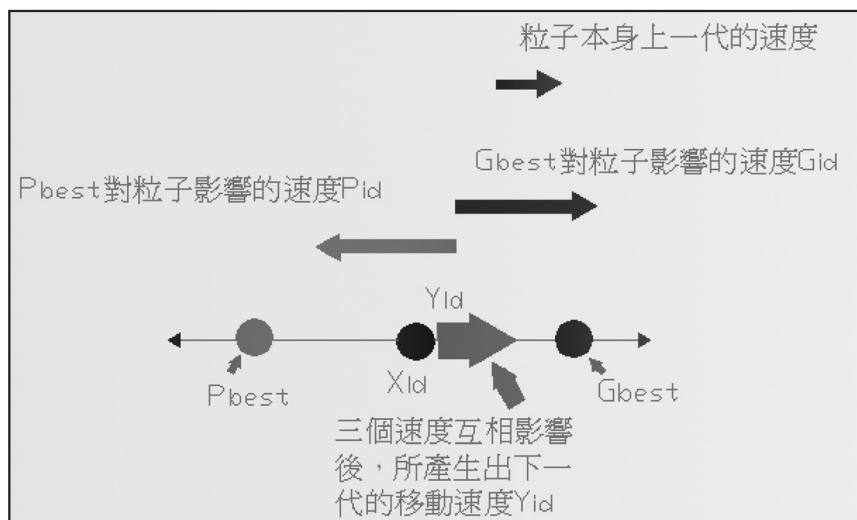 粒子本身上一代的速度
Gbest對粒子影響的速度Gid
Pbest對粒子影響的速度Pid
YId
XId
Pbest
Gbest
三個速度互相影響
後，所產生出下一
代的移動速度Yid